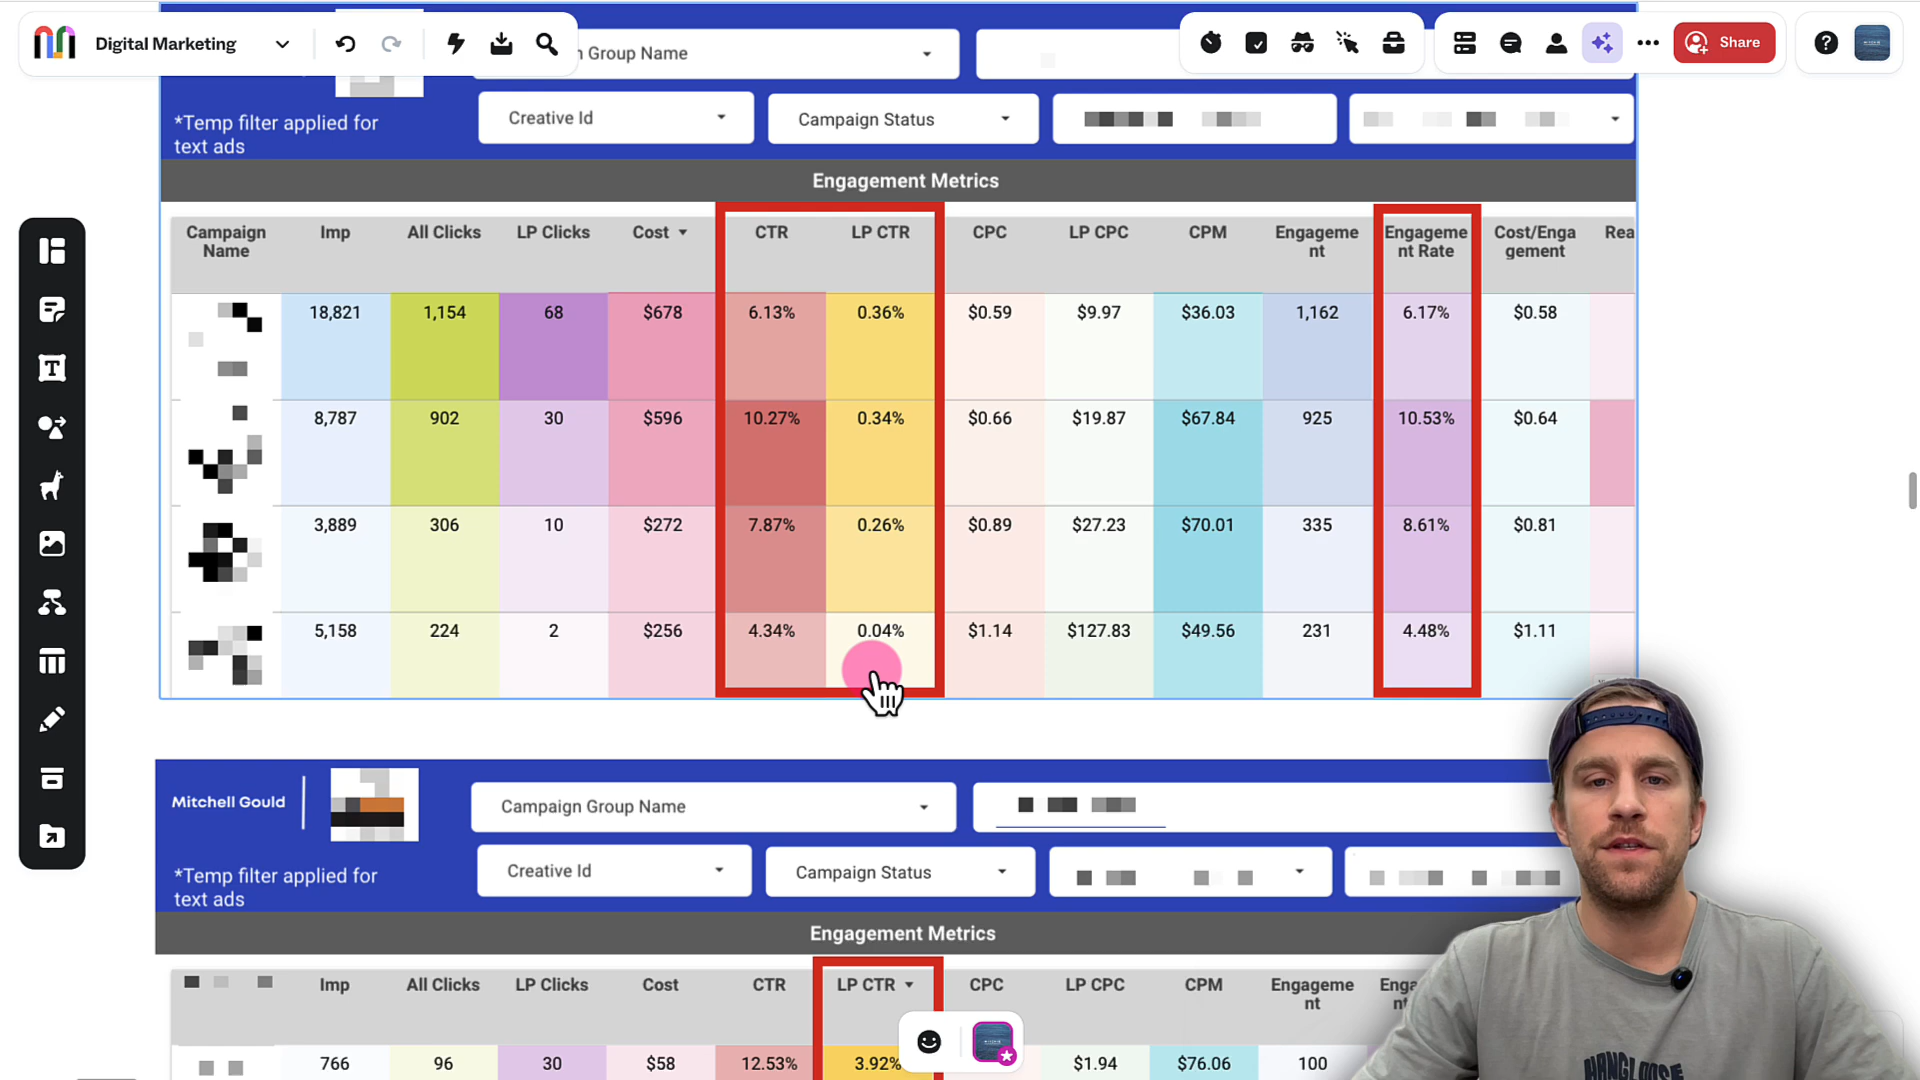 Digital Marketing
Group Name
Share
*Temp filter applied for
text ads
Creative Id
Campaign Status
Engagement Metrics
Campaign
Name
Imp
All Clicks
LP Clicks
Cost
CTR
LP CTR
CPC
LP CPC
CPM
Engageme
nt
Engageme
nt Rate
Cost/Enga
gement
Rea
18,821 1,154 68 $678 6.13% 0.36% $0.59 $9.97 $36.03 1,162 6.17% $0.58
8,787 902 30 $596 10.27% 0.34% $0.66 $19.87 $67.84 925 10.53% $0.64
3,889 306 10 $272 7.87% 0.26% $0.89 $27.23 $70.01 335 8.61% $0.81
5,158 224 2 $256 4.34% 0.04% $1.14 $127.83 $49.56 231 4.48% $1.11
Mitchell Gould
Campaign Group Name
*Temp filter applied for
text ads
Creative Id
Campaign Status
Engagement Metrics
Imp
All Clicks
LP Clicks
Cost
CTR
LP CTR
CPC
LP CPC
CPM
Engageme
nt
766 96 30 $58 12.53% 3.92% $1.94 $76.06 100
HANGLOOSE